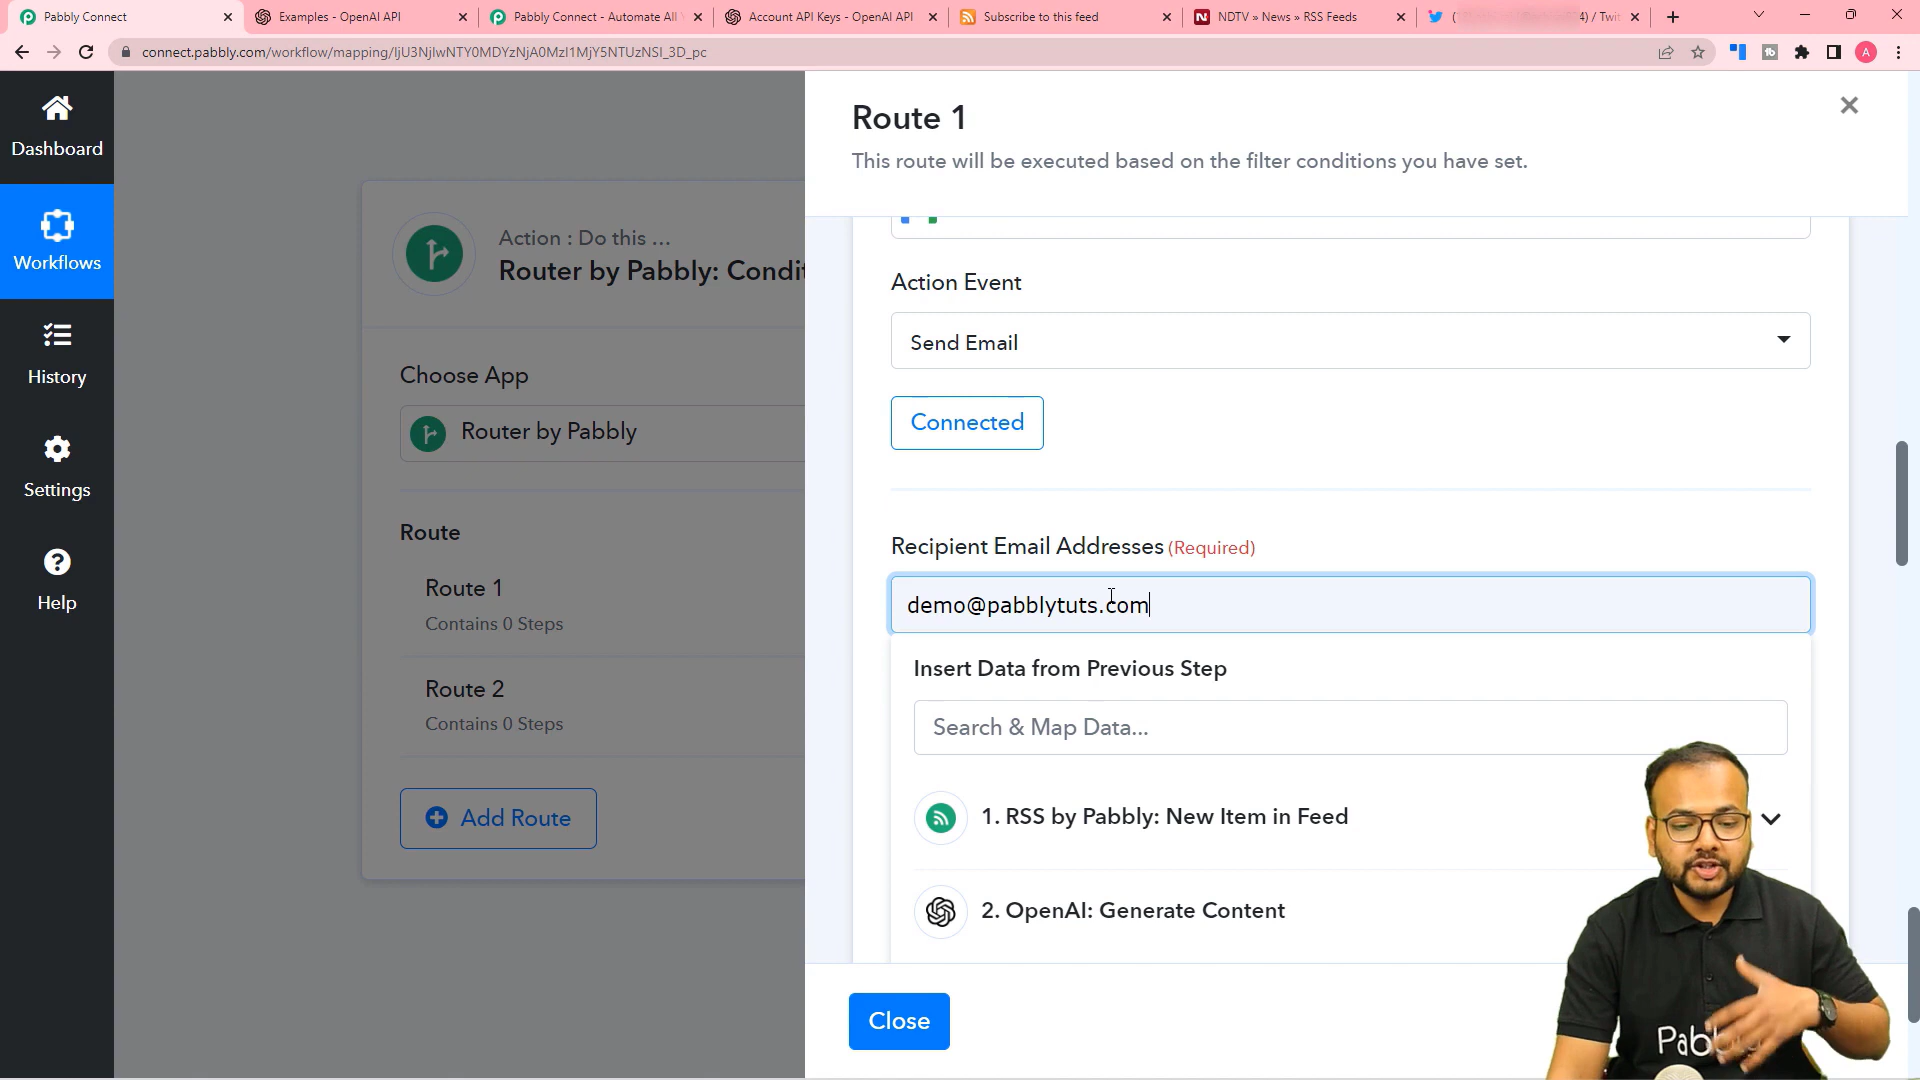 Pabbly Connect
Examples - OpenAI API
Pabbly Connect - Automate All
Account API Keys - OpenAI API
Subscribe to this feed
NDTV » News » RSS Feeds
4) / Twit
connect.pabbly.com/workflow/mapping/IjU3NjIwNTY0MDYzNjA0MzI1MjY5NTUzNSI_3D_pc
A
Dashboard
Workflows
History
Settings
Help
Action : Do this ...
Router by Pabbly: Condit
Choose App
Router by Pabbly
Route
Route 1
Contains 0 Steps
Route 2
Contains 0 Steps
Add Route
Route 1
This route will be executed based on the filter conditions you have set.
Action Event
Send Email
Connected
Recipient Email Addresses (Required)
demo@pabblytuts.com
Insert Data from Previous Step
Search & Map Data...
1. RSS by Pabbly: New Item in Feed
2. OpenAI: Generate Content
Close